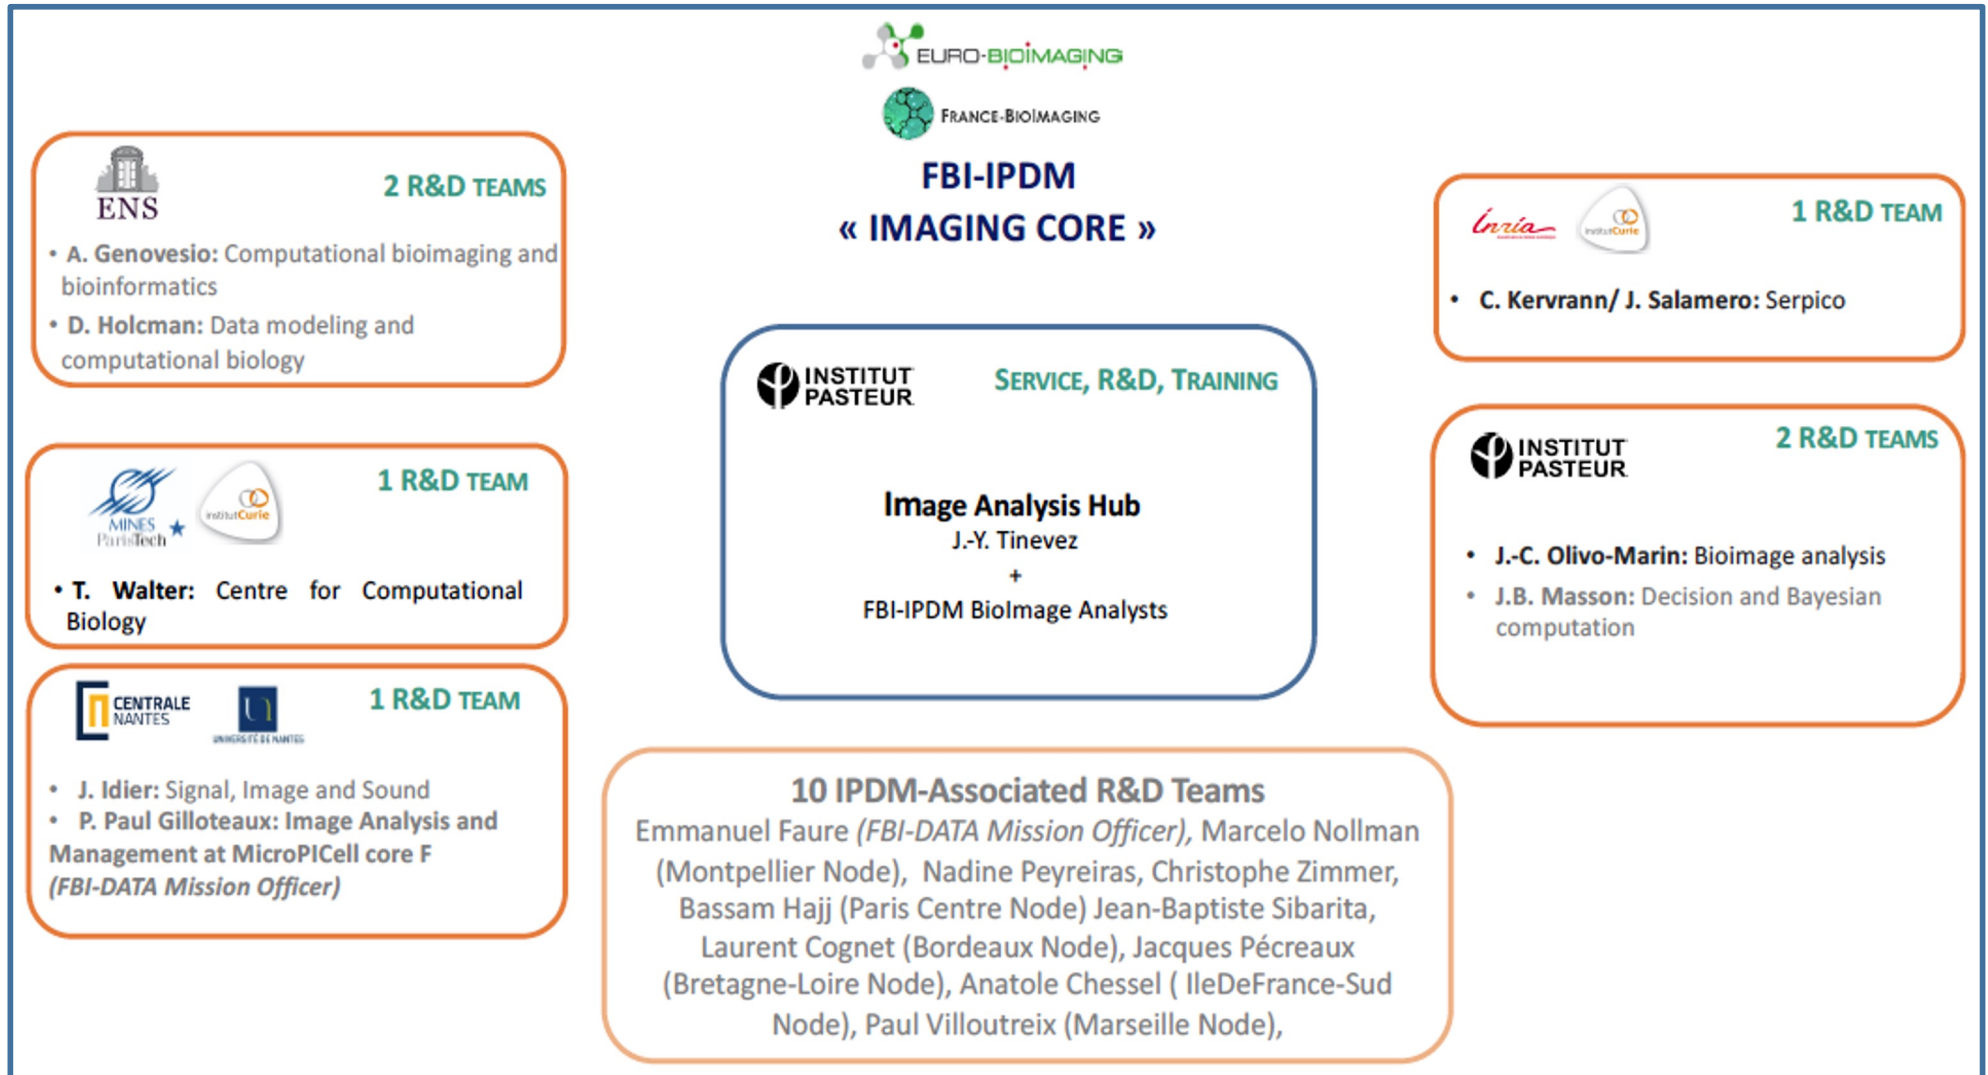 EURO-BIOIMAGING
FRANCE-BIOIMAGING
FBI-IPDM
« IMAGING CORE »
ENS
2 R&D TEAMS
• A. Genovesio: Computational bioimaging and
bioinformatics
• D. Holcman: Data modeling and
computational biology
MINES
ParisTech
institutCurie
1 R&D TEAM
• T. Walter: Centre for Computational
Biology
CENTRALE
NANTES
UNIVERSITÉ DE NANTES
1 R&D TEAM
• J. Idier: Signal, Image and Sound
• P. Paul Gilloteaux: Image Analysis and
Management at MicroPICell core F
(FBI-DATA Mission Officer)
INSTITUT
PASTEUR
SERVICE, R&D, TRAINING
Image Analysis Hub
J.-Y. Tinevez
+
FBI-IPDM BioImage Analysts
10 IPDM-Associated R&D Teams
Emmanuel Faure (FBI-DATA Mission Officer), Marcelo Nollman
(Montpellier Node), Nadine Peyreiras, Christophe Zimmer,
Bassam Hajj (Paris Centre Node) Jean-Baptiste Sibarita,
Laurent Cognet (Bordeaux Node), Jacques Pécreaux
(Bretagne-Loire Node), Anatole Chessel ( IleDeFrance-Sud
Node), Paul Villoutreix (Marseille Node),
Inria
institutCurie
1 R&D TEAM
• C. Kervrann/ J. Salamero: Serpico
INSTITUT
PASTEUR
2 R&D TEAMS
• J.-C. Olivo-Marin: Bioimage analysis
• J.B. Masson: Decision and Bayesian
computation